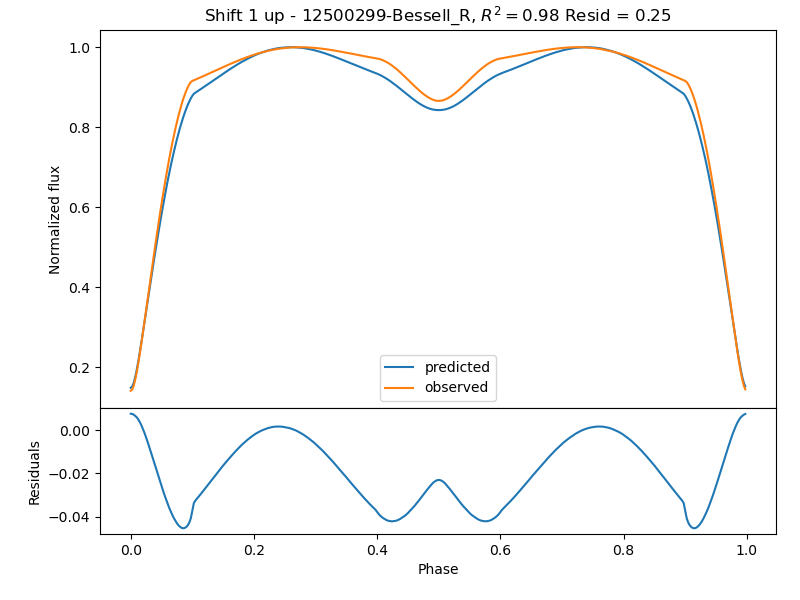 Shift 1 up - 12500299-Bessell_R, R² = 0.98 Resid = 0.25
Normalized flux
1.0
0.8
0.6
0.4
0.2
predicted
observed
Residuals
0.00
−0.02
−0.04
0.0 0.2 0.4 0.6 0.8 1.0
Phase